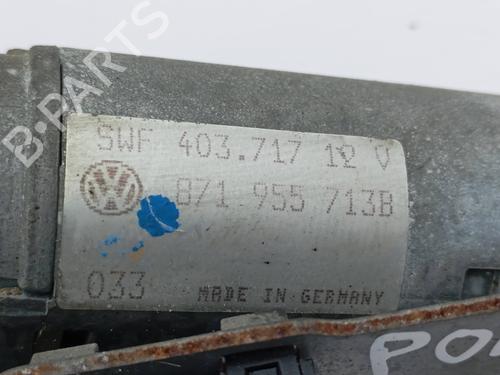 B-PARTS
SWF 403.717 12 V
871 955 713B
033 MADE IN GERMANY
PO